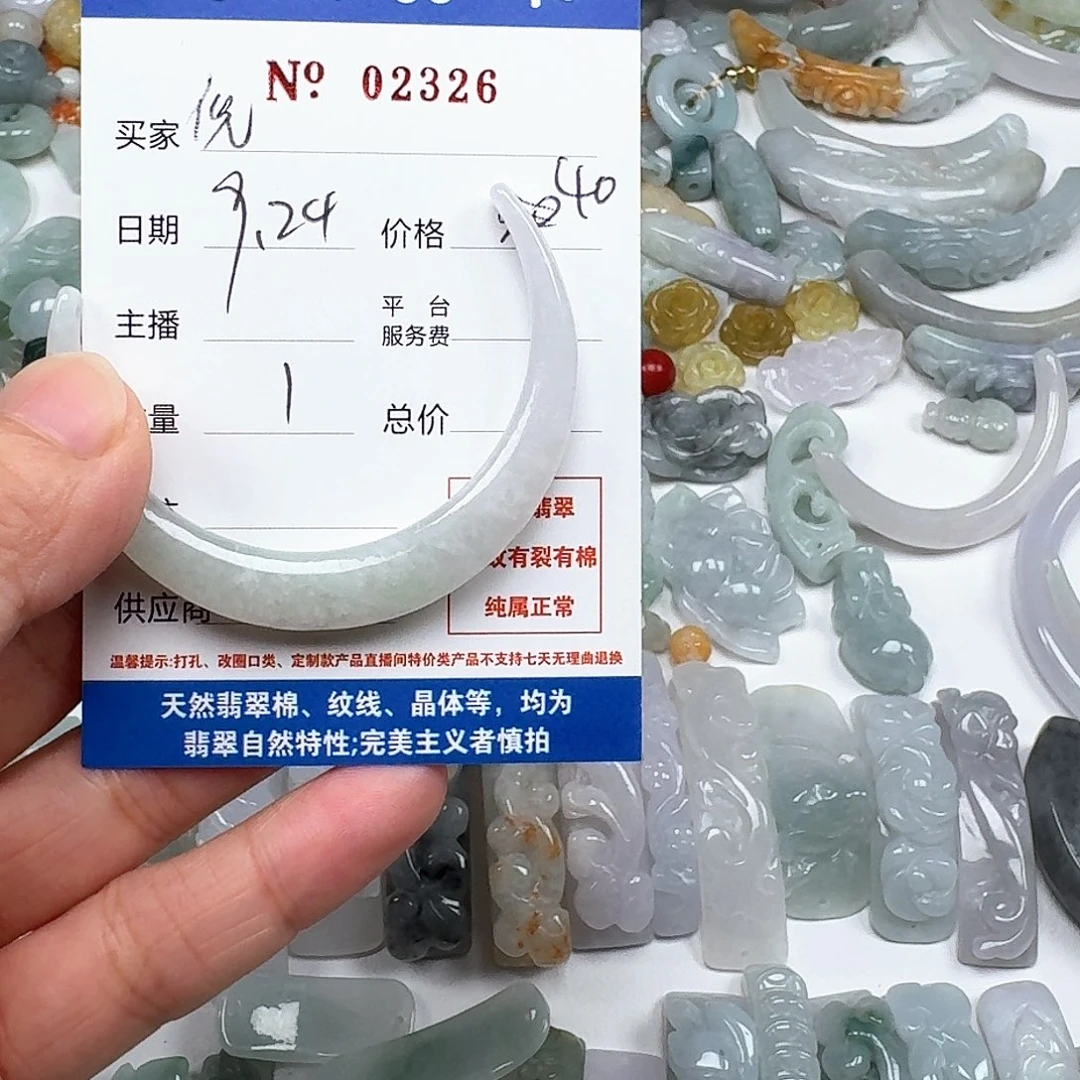 Nº 02326
买家 倪
日期 9.24 价格 40
主播 平台服务费
量 1 总价
翡翠
有裂有棉
供应商 纯属正常
温馨提示:打孔、改圈口类、定制款产品直播间特价类产品不支持七天无理由退换
天然翡翠棉、纹线、晶体等，均为
翡翠自然特性;完美主义者慎拍